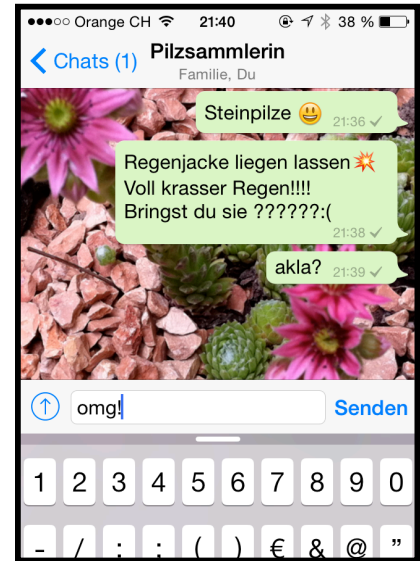 Orange CH 21:40 38 %
Chats (1) Pilzsammlerin
Familie, Du
Steinpilze 😃 21:36 ✓
Regenjacke liegen lassen💥
Voll krasser Regen!!!!
Bringst du sie ??????:(
21:38 ✓
akla? 21:39 ✓
omg! Senden
1 2 3 4 5 6 7 8 9 0
- / : ; ( ) € & @ "